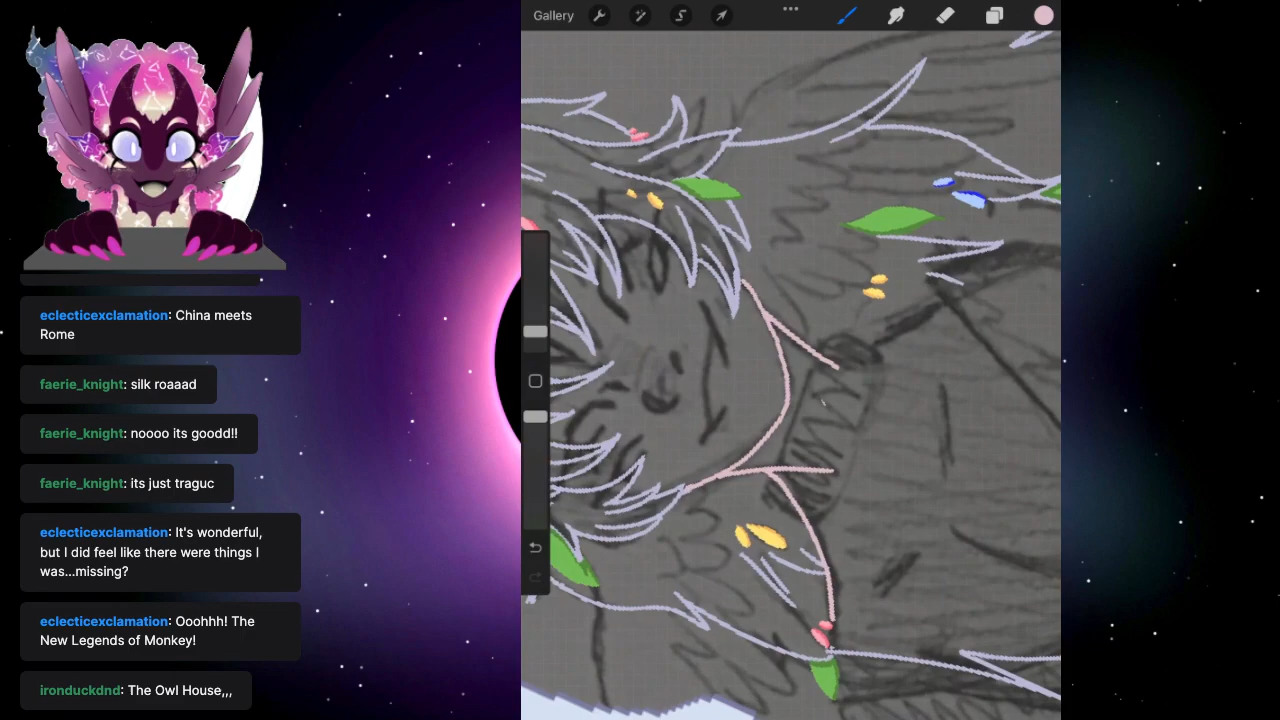 Gallery
eclecticexclamation: China meets
Rome
faerie_knight: silk roaaad
faerie_knight: noooo its goodd!!
faerie_knight: its just traguc
eclecticexclamation: It's wonderful,
but I did feel like there were things I
was...missing?
eclecticexclamation: Ooohhh! The
New Legends of Monkey!
ironduckdnd: The Owl House,,,